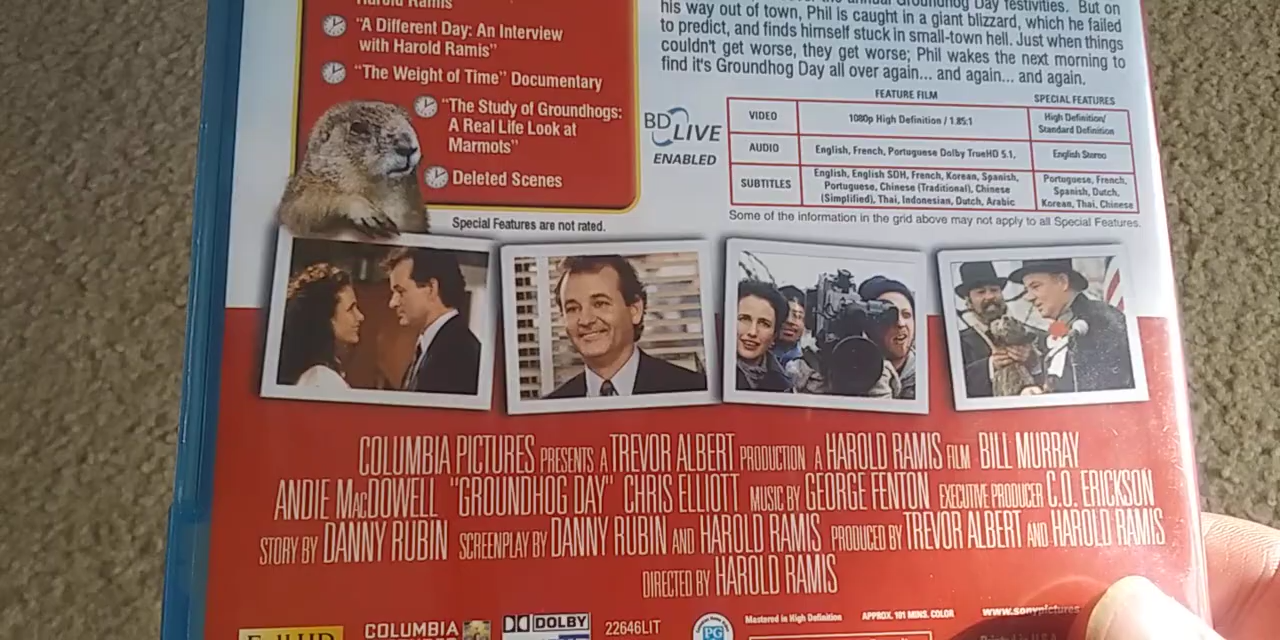 Harold Ramis
"A Different Day: An Interview
with Harold Ramis"
"The Weight of Time" Documentary
"The Study of Groundhogs:
A Real Life Look at
Marmots"
Deleted Scenes
Special Features are not rated.
annual Groundhog Day festivities. But on
his way out of town, Phil is caught in a giant blizzard, which he failed
to predict, and finds himself stuck in small-town hell. Just when things
couldn't get worse, they get worse; Phil wakes the next morning to
find it's Groundhog Day all over again... and again... and again.
BD LIVE
ENABLED
FEATURE FILM SPECIAL FEATURES
VIDEO 1080p High Definition / 1.85:1 High Definition/
Standard Definition
AUDIO English, French, Portuguese Dolby TrueHD 5.1, English Stereo
SUBTITLES English, English SDH, French, Korean, Spanish,
Portuguese, Chinese (Traditional), Chinese
(Simplified), Thai, Indonesian, Dutch, Arabic
Portuguese, French,
Spanish, Dutch,
Korean, Thai, Chinese
Some of the information in the grid above may not apply to all Special Features.
COLUMBIA PICTURES PRESENTS A TREVOR ALBERT PRODUCTION A HAROLD RAMIS FILM BILL MURRAY
ANDIE MACDOWELL "GROUNDHOG DAY" CHRIS ELLIOTT MUSIC BY GEORGE FENTON EXECUTIVE PRODUCER C.O. ERICKSON
STORY BY DANNY RUBIN SCREENPLAY BY DANNY RUBIN AND HAROLD RAMIS PRODUCED BY TREVOR ALBERT AND HAROLD RAMIS
DIRECTED BY HAROLD RAMIS
Full HD
COLUMBIA
DOLBY
22646LIT
PG
Mastered in High Definition APPROX. 101 MINS. COLOR
www.sonypictures
Printed in U.S.A.